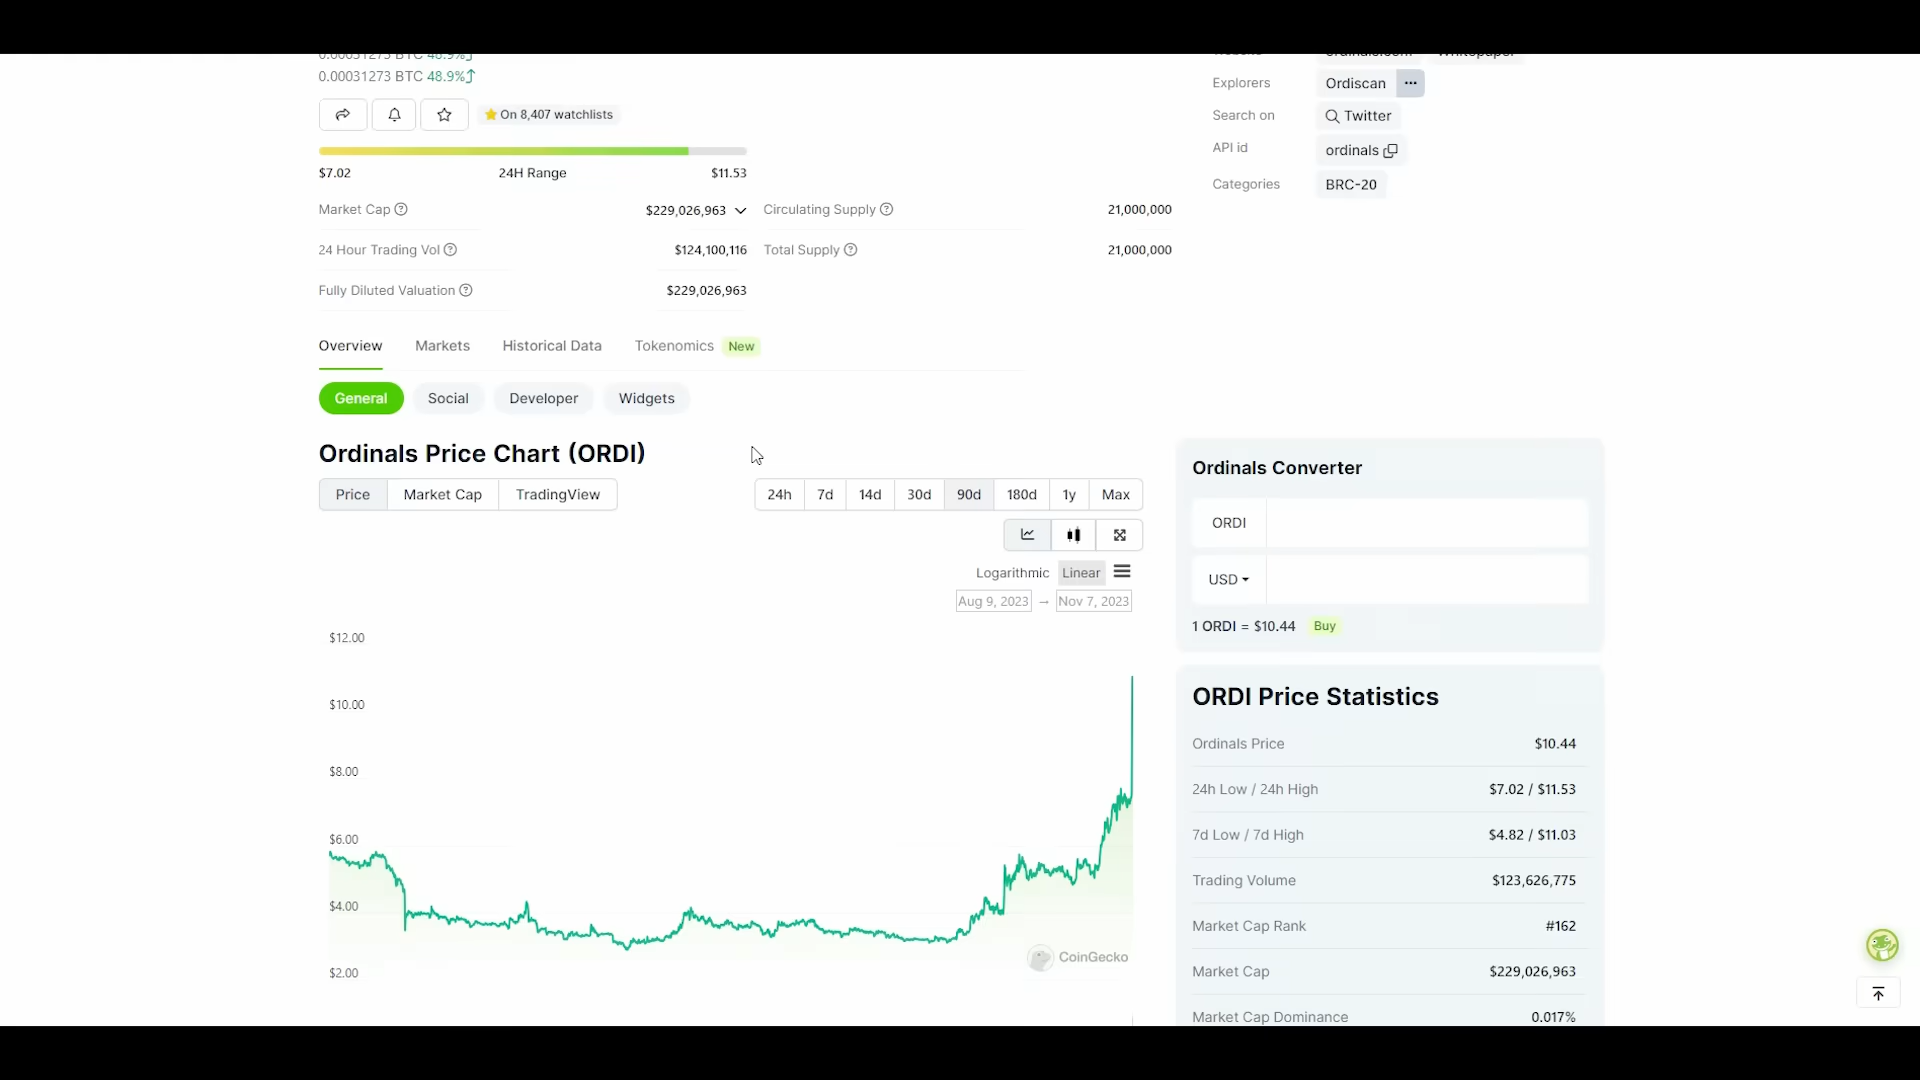 0.00031273 BTC 48.9%
0.00031273 BTC 48.9%
On 8,407 watchlists
$7.02 24H Range $11.53
Market Cap $229,026,963
24 Hour Trading Vol $124,100,116
Fully Diluted Valuation $229,026,963
Circulating Supply 21,000,000
Total Supply 21,000,000
Explorers Ordiscan
Search on Twitter
API id ordinals
Categories BRC-20
Overview Markets Historical Data Tokenomics New
General Social Developer Widgets
Ordinals Price Chart (ORDI)
Price Market Cap TradingView
24h 7d 14d 30d 90d 180d 1y Max
Logarithmic Linear
Aug 9, 2023 → Nov 7, 2023
$12.00
$10.00
$8.00
$6.00
$4.00
$2.00
CoinGecko
Ordinals Converter
ORDI
USD
1 ORDI = $10.44 Buy
ORDI Price Statistics
Ordinals Price $10.44
24h Low / 24h High $7.02 / $11.53
7d Low / 7d High $4.82 / $11.03
Trading Volume $123,626,775
Market Cap Rank #162
Market Cap $229,026,963
Market Cap Dominance 0.017%